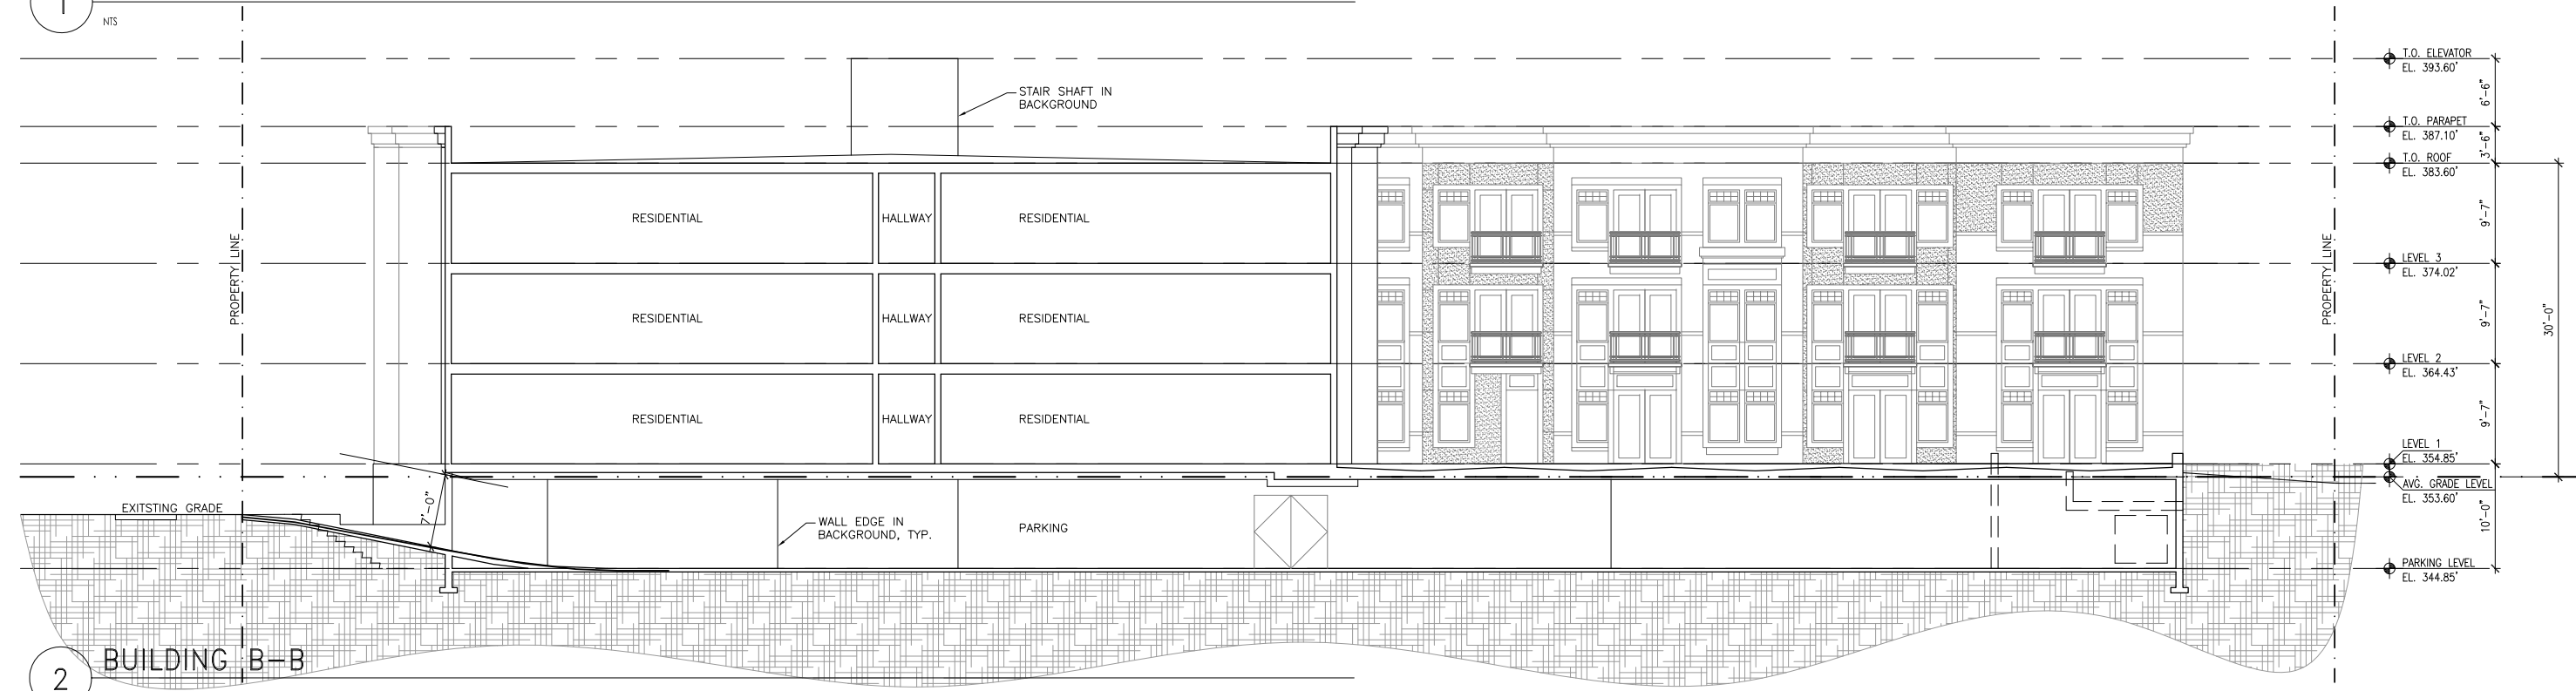 1
NTS
T.O. ELEVATOR
EL. 393.60'
6'-6"
STAIR SHAFT IN
BACKGROUND
T.O. PARAPET
EL. 387.10'
3'-6"
T.O. ROOF
EL. 383.60'
RESIDENTIAL
HALLWAY
RESIDENTIAL
9'-7"
PROPERTY LINE
PROPERTY LINE
LEVEL 3
EL. 374.02'
RESIDENTIAL
HALLWAY
RESIDENTIAL
9'-7"
30'-0"
LEVEL 2
EL. 364.43'
RESIDENTIAL
HALLWAY
RESIDENTIAL
9'-7"
LEVEL 1
EL. 354.85'
AVG. GRADE LEVEL
EL. 353.60'
EXITSTING GRADE
7'-0"
WALL EDGE IN
BACKGROUND, TYP.
PARKING
10'-0"
PARKING LEVEL
EL. 344.85'
2
BUILDING B-B